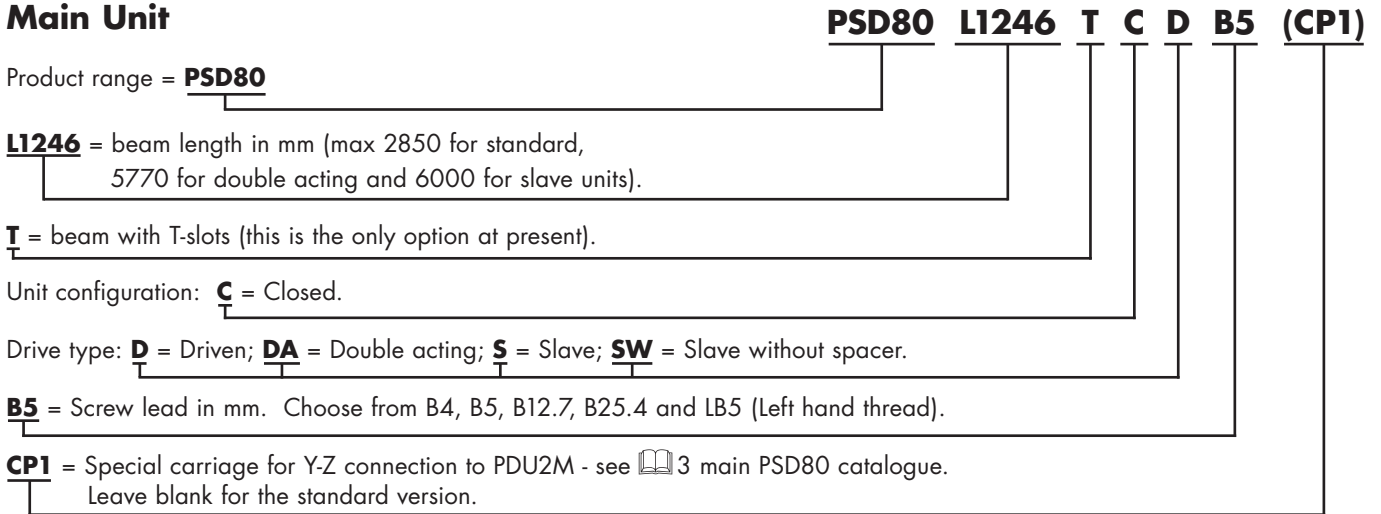 Main Unit
PSD80 L1246 T C D B5 (CP1)
Product range = PSD80
L1246 = beam length in mm (max 2850 for standard,
5770 for double acting and 6000 for slave units).
T = beam with T-slots (this is the only option at present).
Unit configuration: C = Closed.
Drive type: D = Driven; DA = Double acting; S = Slave; SW = Slave without spacer.
B5 = Screw lead in mm. Choose from B4, B5, B12.7, B25.4 and LB5 (Left hand thread).
CP1 = Special carriage for Y-Z connection to PDU2M - see 3 main PSD80 catalogue.
Leave blank for the standard version.